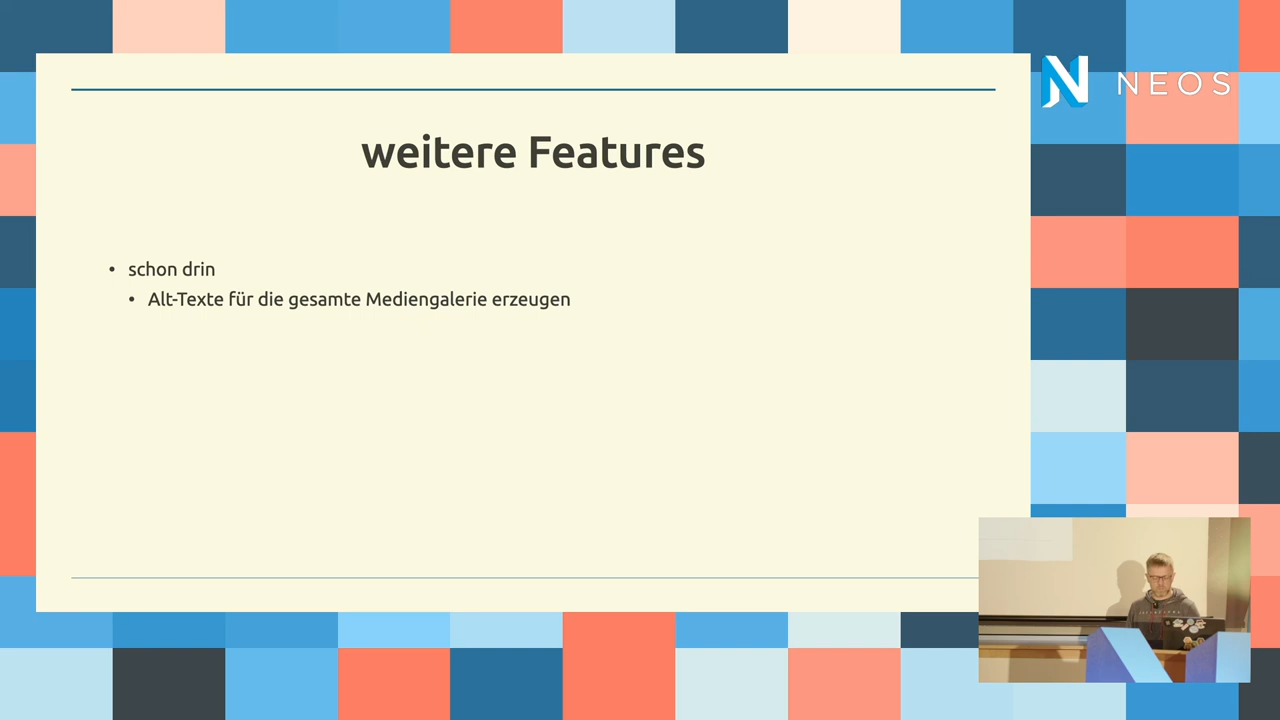 NEOS
weitere Features
• schon drin
• Alt-Texte für die gesamte Mediengalerie erzeugen